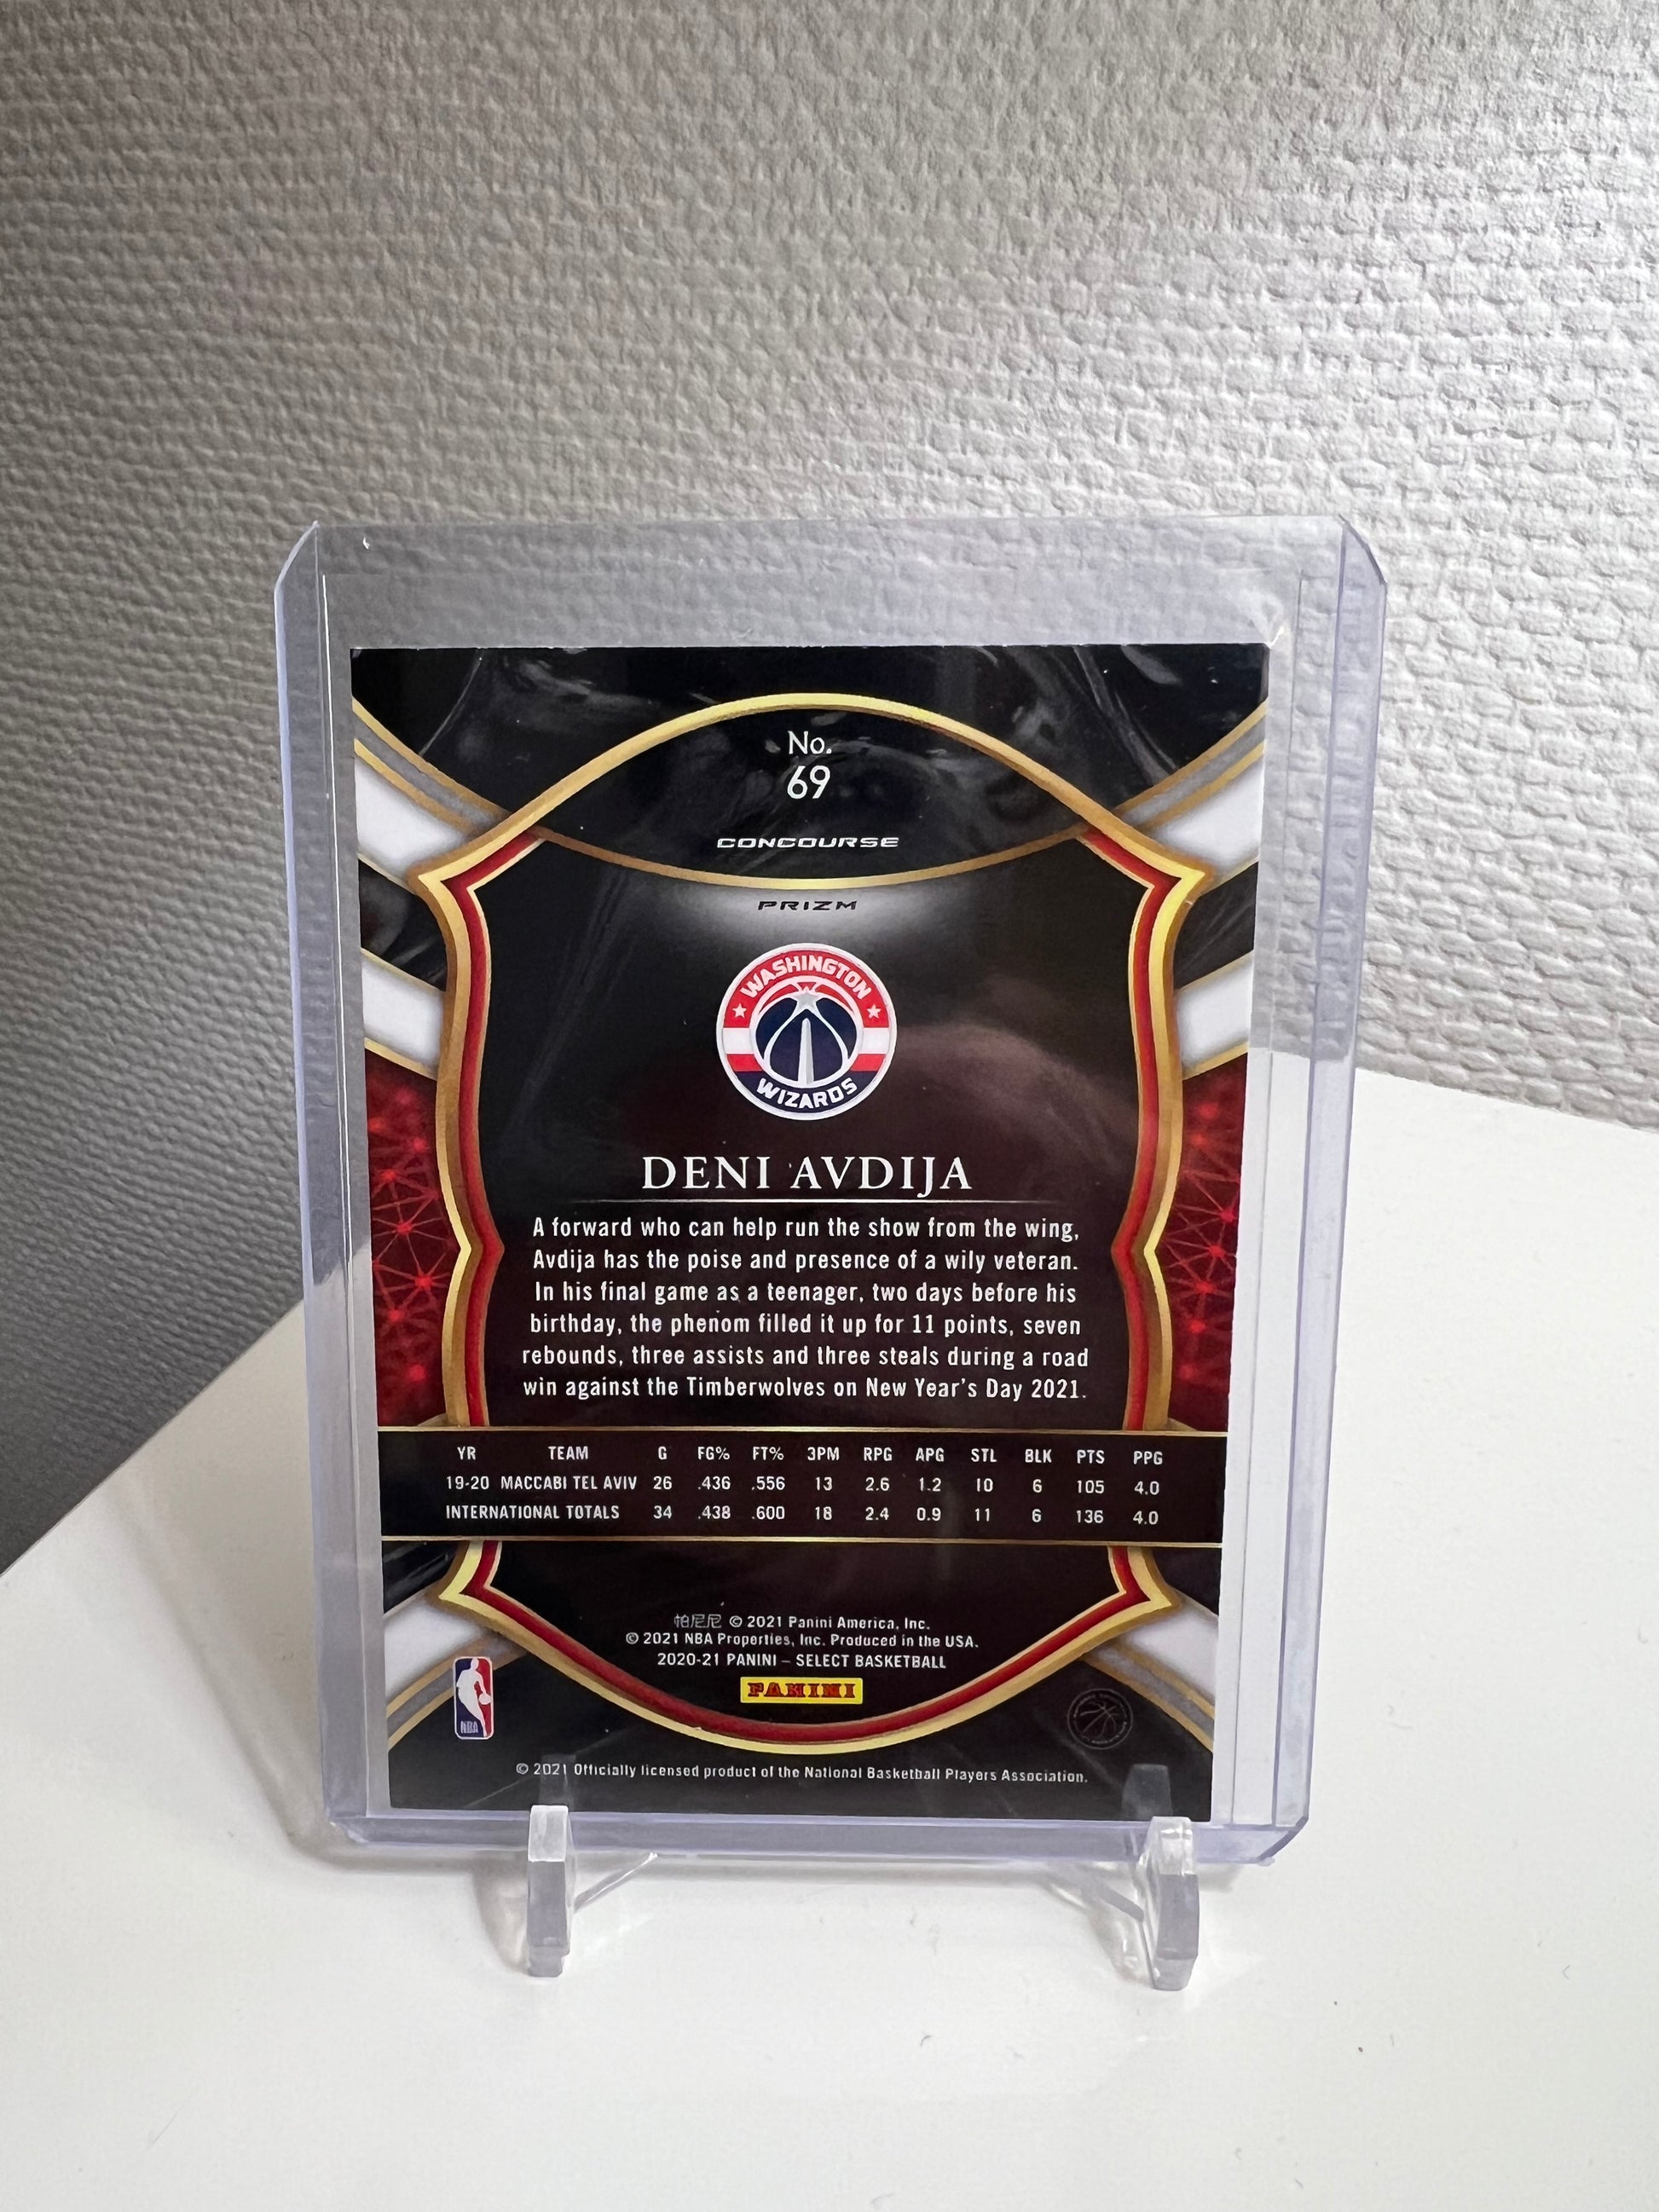 No.
69
CONCOURSE
PRIZM
WASHINGTON
WIZARDS
DENI AVDIJA
A forward who can help run the show from the wing,
Avdija has the poise and presence of a wily veteran.
In his final game as a teenager, two days before his
birthday, the phenom filled it up for 11 points, seven
rebounds, three assists and three steals during a road
win against the Timberwolves on New Year's Day 2021.
YR TEAM G FG% FT% 3PM RPG APG STL BLK PTS PPG
19-20 MACCABI TEL AVIV 26 .436 .556 13 2.6 1.2 10 6 105 4.0
INTERNATIONAL TOTALS 34 .438 .600 18 2.4 0.9 11 6 136 4.0
帕尼尼 © 2021 Panini America, Inc.
© 2021 NBA Properties, Inc. Produced in the USA.
2020-21 PANINI – SELECT BASKETBALL
PANINI
NBA
© 2021 Officially licensed product of the National Basketball Players Association.